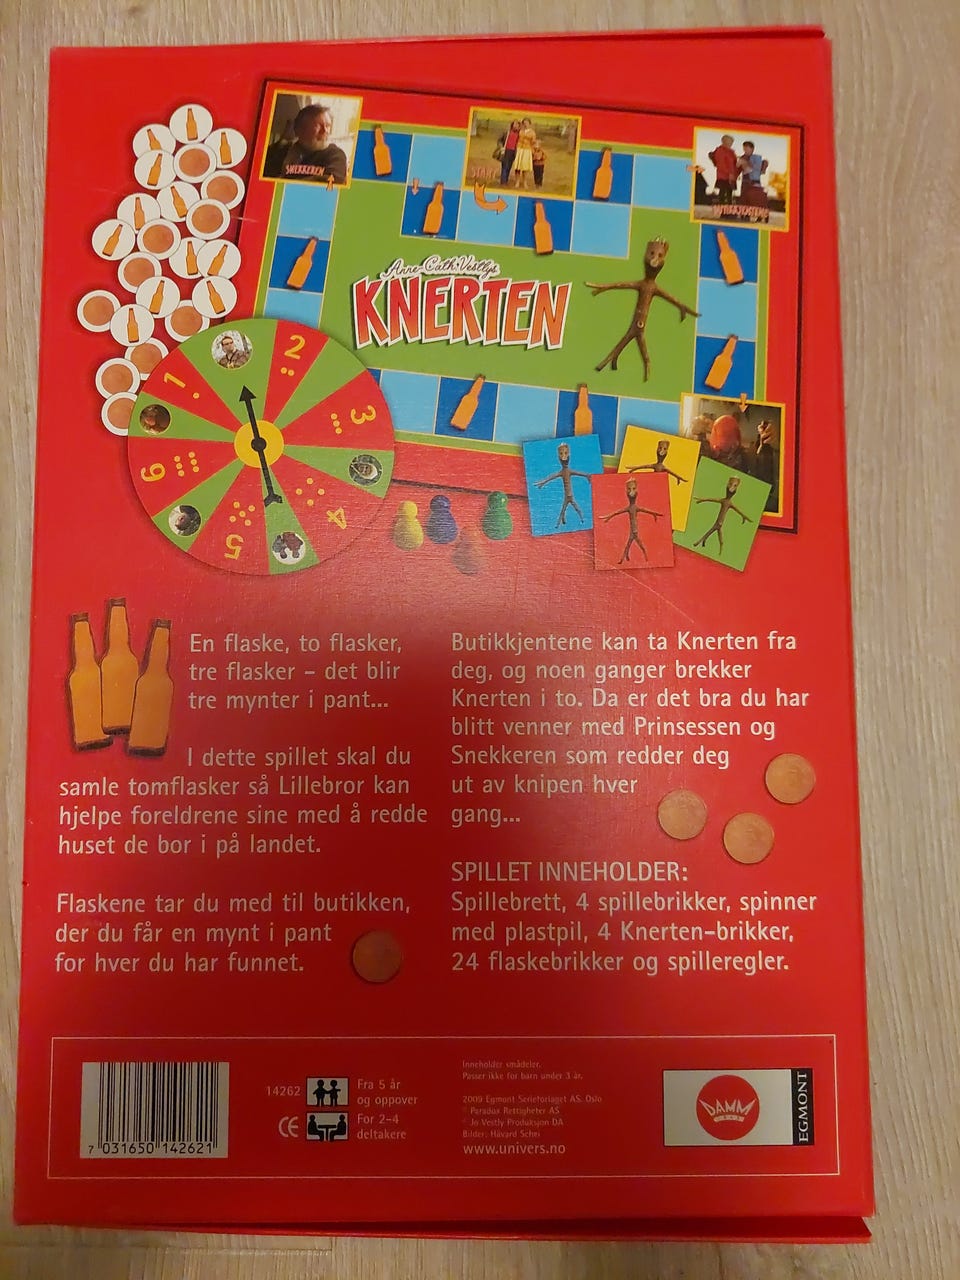 SNEKKEREN
START
BUTIKKJENTENE
Anne-Cath. Vestlys
KNERTEN
1
2
3
4
5
6
En flaske, to flasker,
tre flasker – det blir
tre mynter i pant...
I dette spillet skal du
samle tomflasker så Lillebror kan
hjelpe foreldrene sine med å redde
huset de bor i på landet.
Flaskene tar du med til butikken,
der du får en mynt i pant
for hver du har funnet.
Butikkjentene kan ta Knerten fra
deg, og noen ganger brekker
Knerten i to. Da er det bra du har
blitt venner med Prinsessen og
Snekkeren som redder deg
ut av knipen hver
gang...
SPILLET INNEHOLDER:
Spillebrett, 4 spillebrikker, spinner
med plastpil, 4 Knerten-brikker,
24 flaskebrikker og spilleregler.
7 031650 142621
14262
Fra 5 år
og oppover
CE
For 2-4
deltakere
Inneholder smådeler.
Passer ikke for barn under 3 år.
2009 Egmont Serieforlaget AS, Oslo
© Paradox Rettigheter AS
© Jo Vestly Produksjon DA
Bilder: Håvard Schei
www.univers.no
DAMM
EGMONT